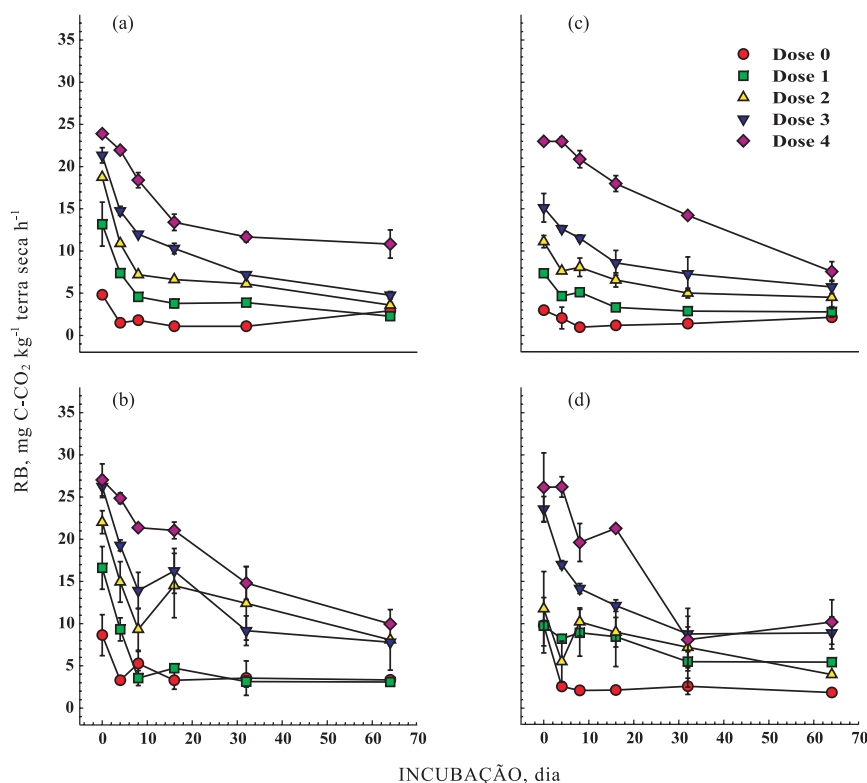 (a)
35
30
25
20
15
10
5
0
(c)
Dose 0
Dose 1
Dose 2
Dose 3
Dose 4
RB, mg C-CO₂ kg⁻¹ terra seca h⁻¹
(b)
35
30
25
20
15
10
5
0
0 10 20 30 40 50 60 70
(d)
0 10 20 30 40 50 60 70
INCUBAÇÃO, dia